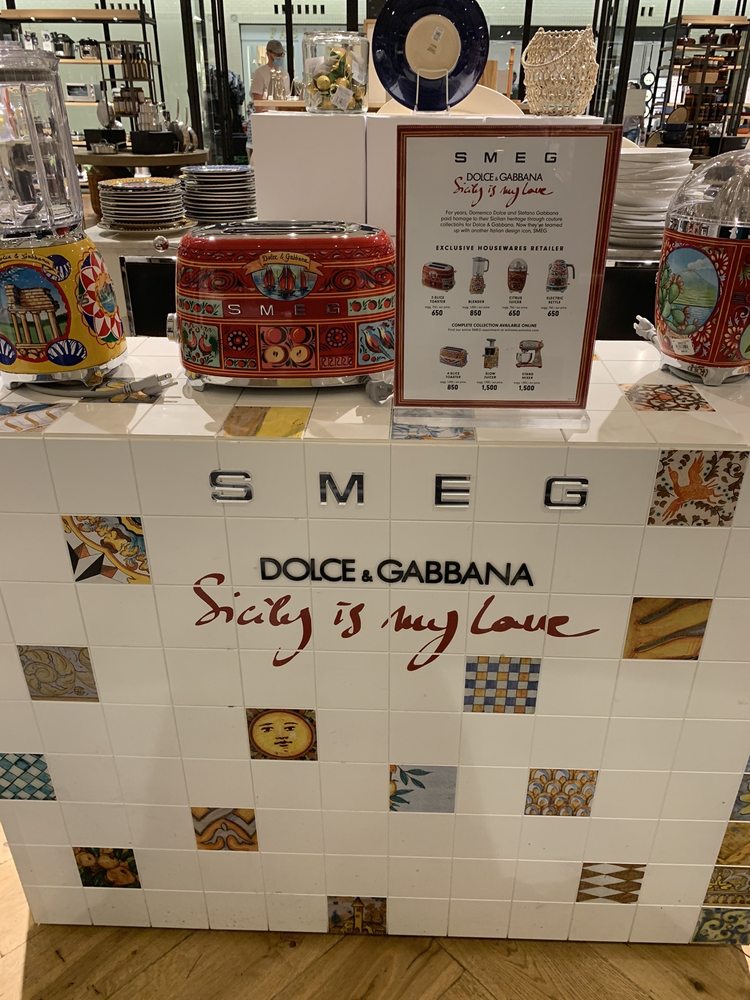 Dolce & Gabbana
Dolce & Gabbana
SMEG
SMEG
DOLCE & GABBANA
Sicily is my love
For years, Domenico Dolce and Stefano Gabbana
paid homage to their Sicilian heritage through couture
collections for Dolce & Gabbana. Now they've teamed
up with another Italian design icon, SMEG.
EXCLUSIVE HOUSEWARES RETAILER
2 SLICE
TOASTER
650
BLENDER
850
CITRUS
JUICER
650
ELECTRIC
KETTLE
650
COMPLETE COLLECTION AVAILABLE ONLINE
4 SLICE
TOASTER
850
SLOW
JUICER
1,500
STAND
MIXER
1,500
SMEG
DOLCE & GABBANA
Sicily is my love